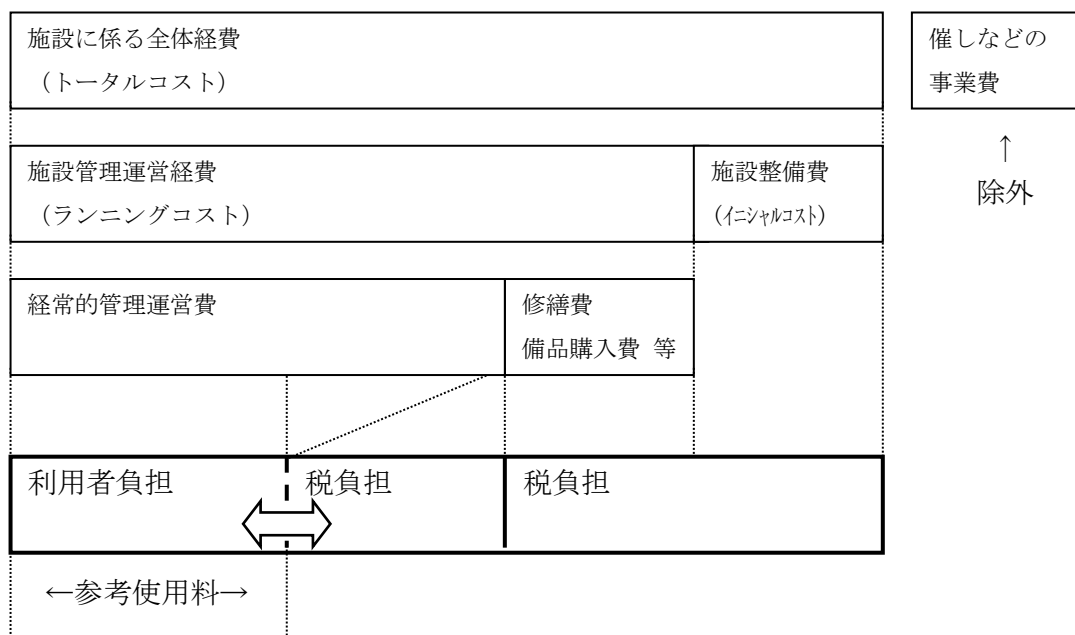 施設に係る全体経費
（トータルコスト）
催しなどの
事業費
↑
除外
施設管理運営経費
（ランニングコスト）
施設整備費
（ｲﾆｼｬﾙｺｽﾄ）
経常的管理運営費
修繕費
備品購入費 等
利用者負担
税負担
税負担
←参考使用料→